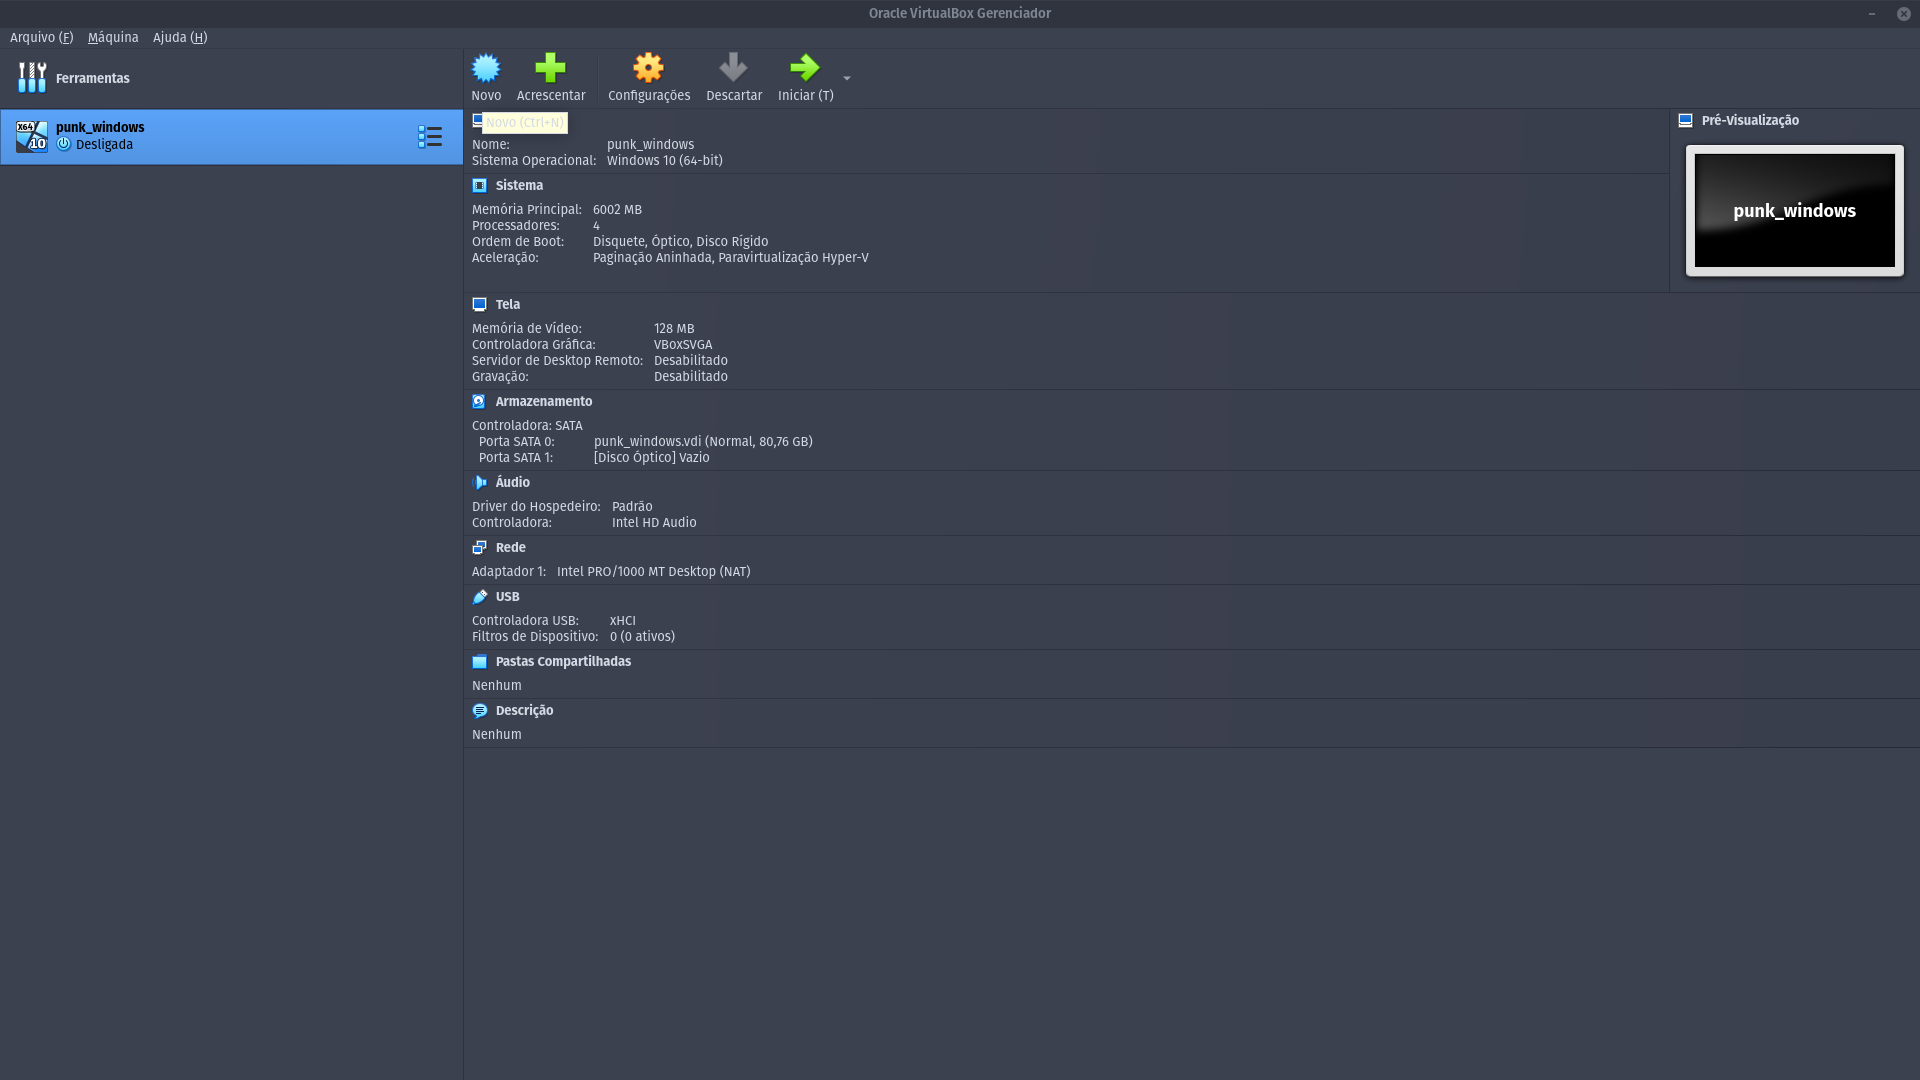 Oracle VirtualBox Gerenciador
Arquivo (F) Máquina Ajuda (H)
Ferramentas
punk_windows
Desligada
Novo Acrescentar Configurações Descartar Iniciar (T)
Novo (Ctrl+N)
Nome: punk_windows
Sistema Operacional: Windows 10 (64-bit)
Sistema
Memória Principal: 6002 MB
Processadores: 4
Ordem de Boot: Disquete, Óptico, Disco Rígido
Aceleração: Paginação Aninhada, Paravirtualização Hyper-V
Pré-Visualização
punk_windows
Tela
Memória de Vídeo: 128 MB
Controladora Gráfica: VBoxSVGA
Servidor de Desktop Remoto: Desabilitado
Gravação: Desabilitado
Armazenamento
Controladora: SATA
Porta SATA 0: punk_windows.vdi (Normal, 80,76 GB)
Porta SATA 1: [Disco Óptico] Vazio
Áudio
Driver do Hospedeiro: Padrão
Controladora: Intel HD Audio
Rede
Adaptador 1: Intel PRO/1000 MT Desktop (NAT)
USB
Controladora USB: xHCI
Filtros de Dispositivo: 0 (0 ativos)
Pastas Compartilhadas
Nenhum
Descrição
Nenhum